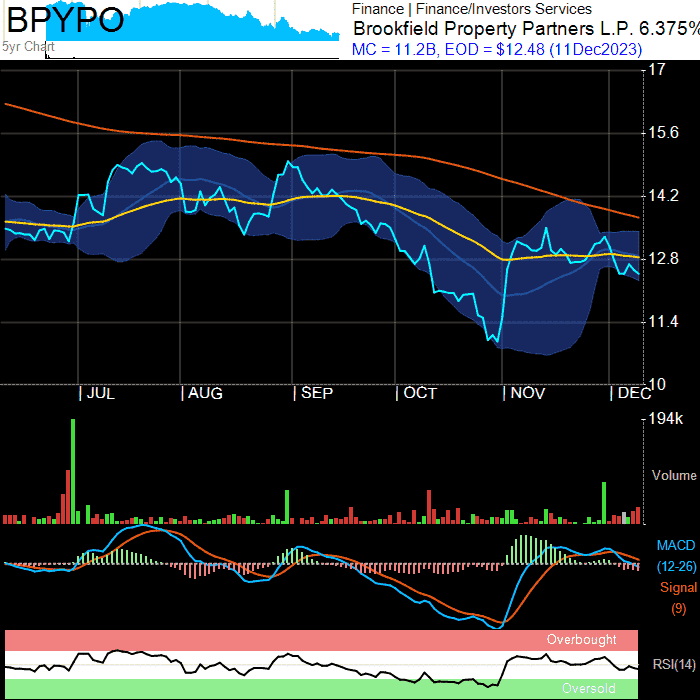 BPYPO
5yr Chart
Finance | Finance/Investors Services
Brookfield Property Partners L.P. 6.375%
MC = 11.2B, EOD = $12.48 (11Dec2023)
17
15.6
14.2
12.8
11.4
10
JUL AUG SEP OCT NOV DEC
194k
Volume
MACD
(12-26)
Signal
(9)
Overbought
RSI(14)
Oversold